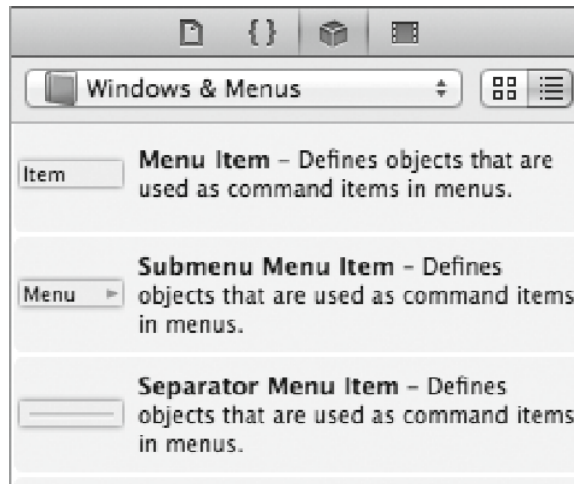 { }
Windows & Menus
Item
Menu Item – Defines objects that are
used as command items in menus.
Menu
Submenu Menu Item – Defines
objects that are used as command items
in menus.
Separator Menu Item – Defines
objects that are used as command items
in menus.